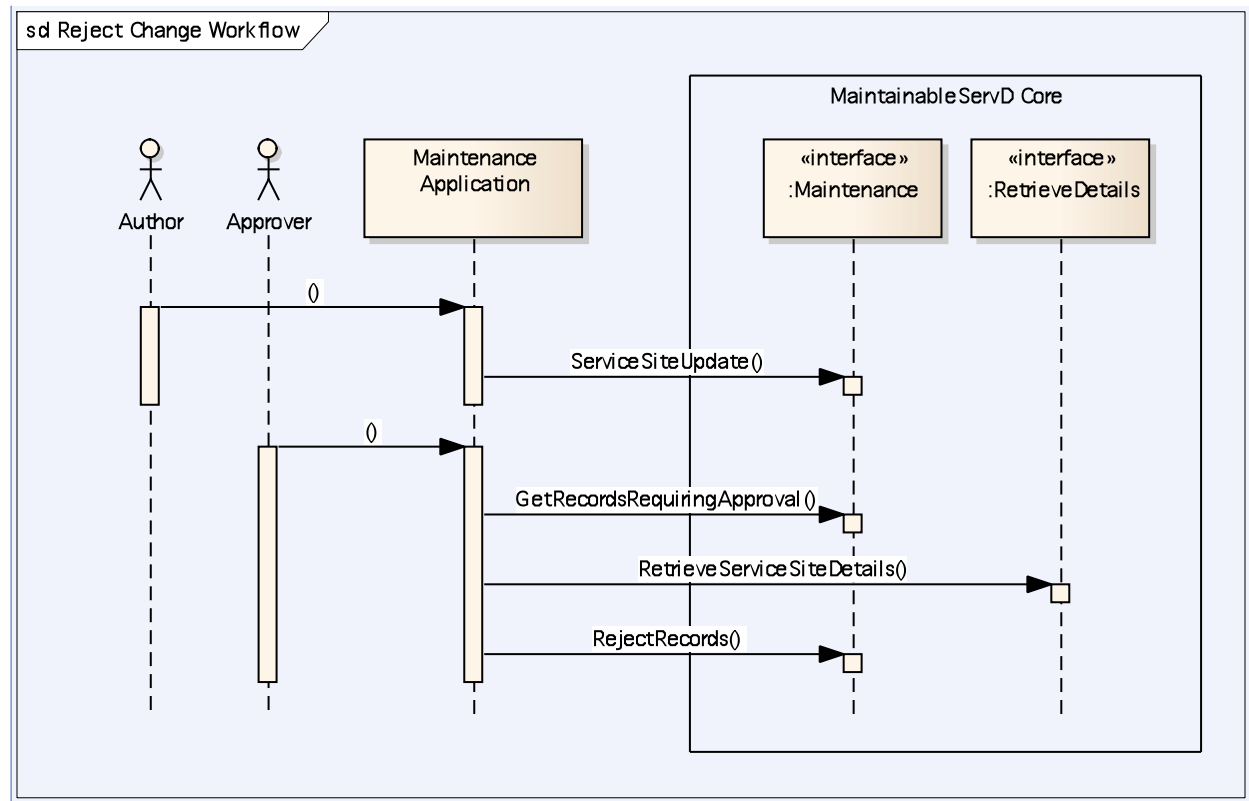 sd Reject Change Workflow
MaintainableServD Core
Author
Approver
Maintenance
Application
«interface»
:Maintenance
«interface»
:RetrieveDetails
()
ServiceSiteUpdate()
()
GetRecordsRequiringApproval()
RetrieveServiceSiteDetails()
RejectRecords()